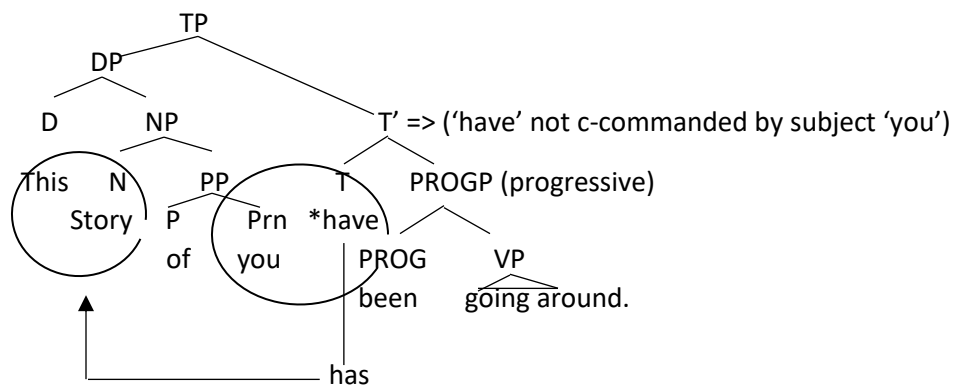 TP
DP
D NP T’ => (‘have’ not c-commanded by subject ‘you’)
This N PP T PROGP (progressive)
Story P Prn *have
of you PROG VP
been going around.
has